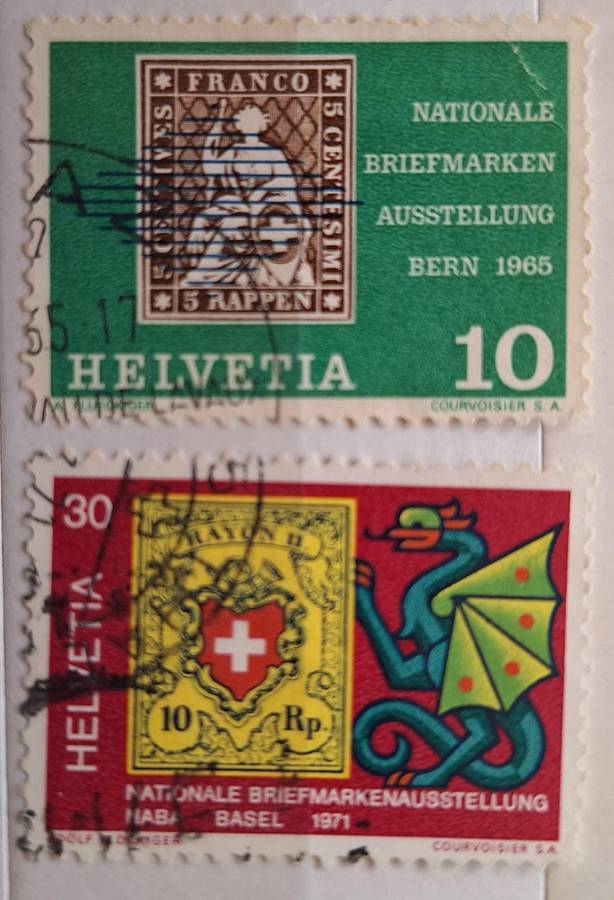 FRANCO
5 CENTESIMI
CENTIMES
5 RAPPEN
NATIONALE
BRIEFMARKEN
AUSSTELLUNG
BERN 1965
HELVETIA
10
COURVOISIER S.A.
30
HELVETIA
RAYON II
10 Rp.
NATIONALE BRIEFMARKENAUSSTELLUNG
NABA BASEL 1971
COURVOISIER S.A.